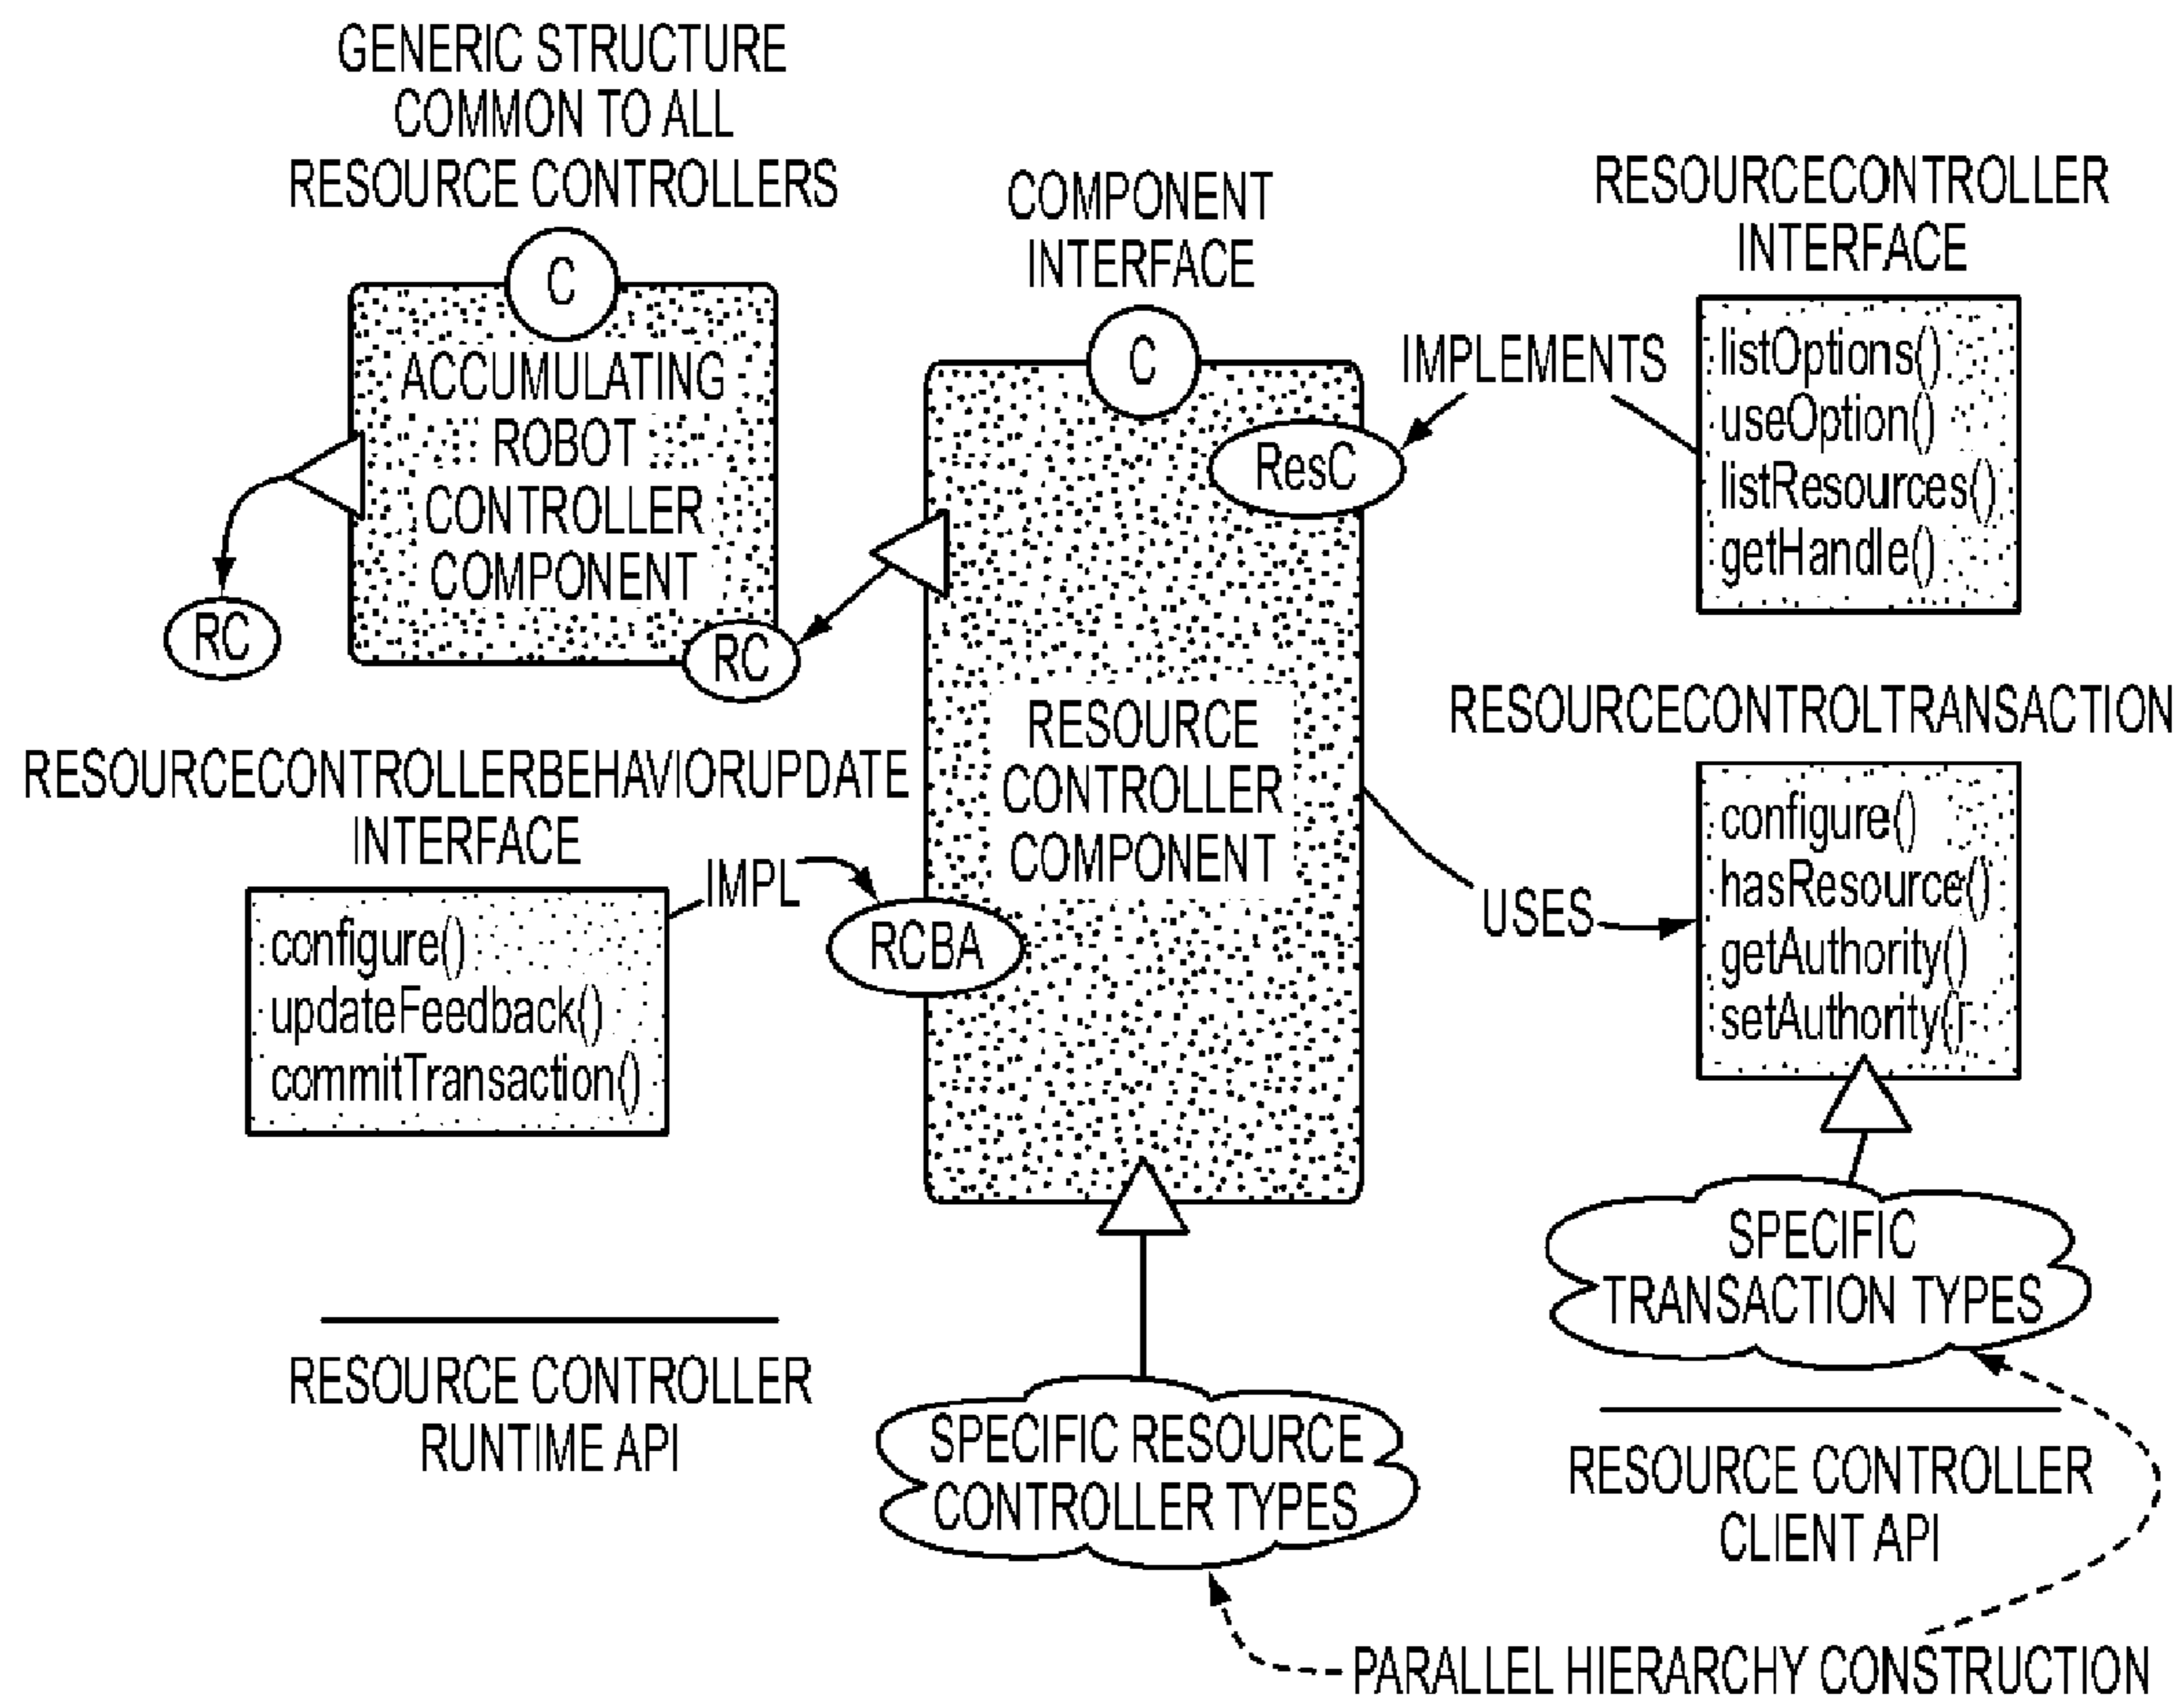 GENERIC STRUCTURE
COMMON TO ALL
RESOURCE CONTROLLERS
C
ACCUMULATING
ROBOT
CONTROLLER
COMPONENT
RC
RC
COMPONENT
INTERFACE
C
ResC
IMPLEMENTS
RESOURCECONTROLLER
INTERFACE
listOptions()
useOption()
listResources()
getHandle()
RESOURCECONTROLLERBEHAVIORUPDATE
INTERFACE
configure()
updateFeedback()
commitTransaction()
IMPL
RCBA
RESOURCE
CONTROLLER
COMPONENT
USES
RESOURCECONTROLTRANSACTION
configure()
hasResource()
getAuthority()
setAuthority(r
SPECIFIC
TRANSACTION TYPES
RESOURCE CONTROLLER
RUNTIME API
SPECIFIC RESOURCE
CONTROLLER TYPES
RESOURCE CONTROLLER
CLIENT API
PARALLEL HIERARCHY CONSTRUCTION